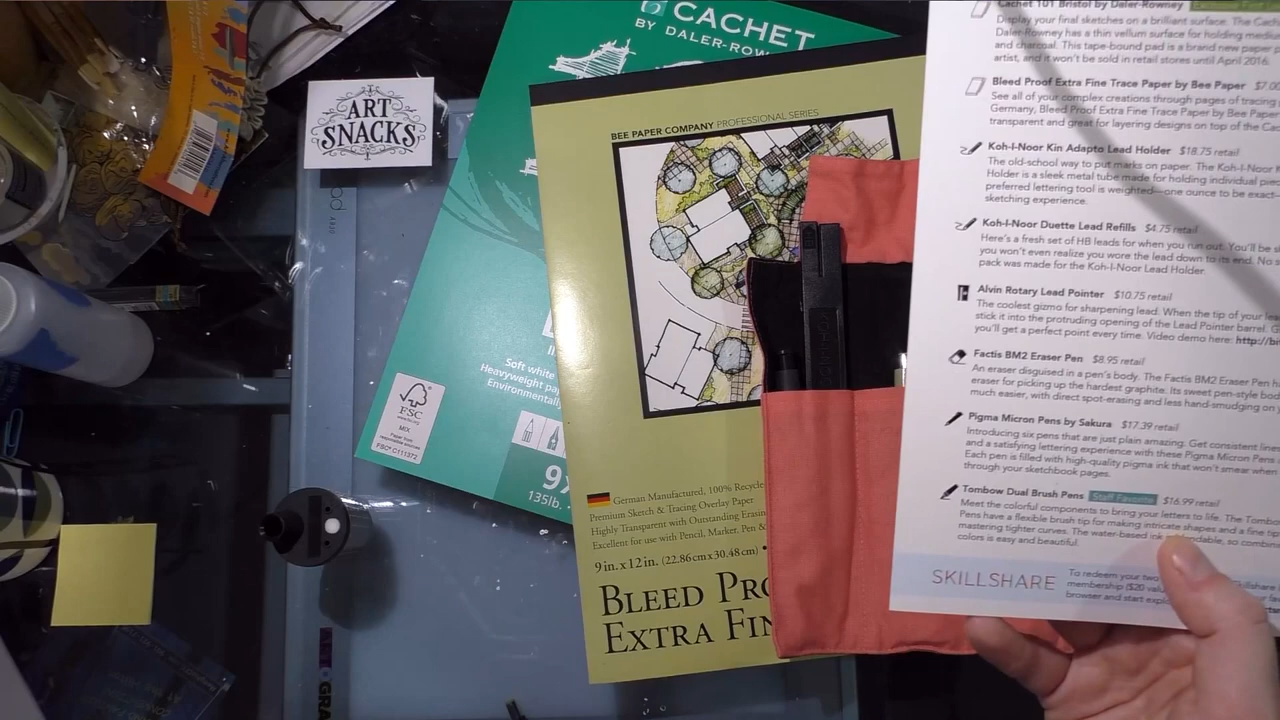 ART
SNACKS
CACHET
BY DALER-ROW
BEE PAPER COMPANY PROFESSIONAL SERIES
Soft white
Heavyweight
Environmentally
FSC
MIX
Paper from
responsible sources
FSC® C111372
135lb.
German Manufactured, 100% Recycle
Premium Sketch & Tracing Overlay Paper
Highly Transparent with Outstanding
Excellent for use with Pencil, Marker, Pen &
9 in. x 12 in. (22.86 cm x 30.48 cm)
BLEED PRO
EXTRA FIN
Cachet 101 Bristol by Daler-Rowney
Display your final sketches on a brilliant surface. The
Daler-Rowney has a thin vellum surface for holding
and charcoal. This tape-bound pad is a brand new paper
artist, and it won't be sold in retail stores until April 2016.
Bleed Proof Extra Fine Trace Paper by Bee Paper
See all of your complex creations through pages of tracing
Germany, Bleed Proof Extra Fine Trace Paper by Bee
transparent and great for layering designs on top of the
Koh-I-Noor Kin Adapto Lead Holder $18.75 retail
The old-school way to put marks on paper. The Koh-I-Noor
Holder is a sleek metal tube made for holding individual
preferred lettering tool is weighted—one ounce to be
sketching experience.
Koh-I-Noor Duette Lead Refills $4.75 retail
Here's a fresh set of HB leads for when you run out. You'll be
you won't even realize you wore the lead down to its end. No
pack was made for the Koh-I-Noor Lead Holder.
Alvin Rotary Lead Pointer $10.75 retail
The coolest gizmo for sharpening lead. When the tip of your
stick it into the protruding opening of the Lead Pointer barrel.
you'll get a perfect point every time. Video demo here: http://
Factis BM2 Eraser Pen $8.95 retail
An eraser disguised in a pen's body. The Factis BM2 Eraser Pen
eraser for picking up the hardest graphite. Its sweet pen-style
much easier, with direct spot-erasing and less hand-smudging on
Pigma Micron Pens by Sakura $17.39 retail
Introducing six pens that are just plain amazing. Get consistent
and a satisfying lettering experience with these Pigma Micron Pens
Each pen is filled with high-quality pigma ink that won't smear when
through your sketchbook pages.
Tombow Dual Brush Pens Staff Favorite $16.99 retail
Meet the colorful components to bring your letters to life. The
Pens have a flexible brush tip for making intricate shapes and a fine
mastering tighter curves. The water-based ink
colors is easy and beautiful.
SKILLSHARE
To redeem your two
membership ($20
browser and start